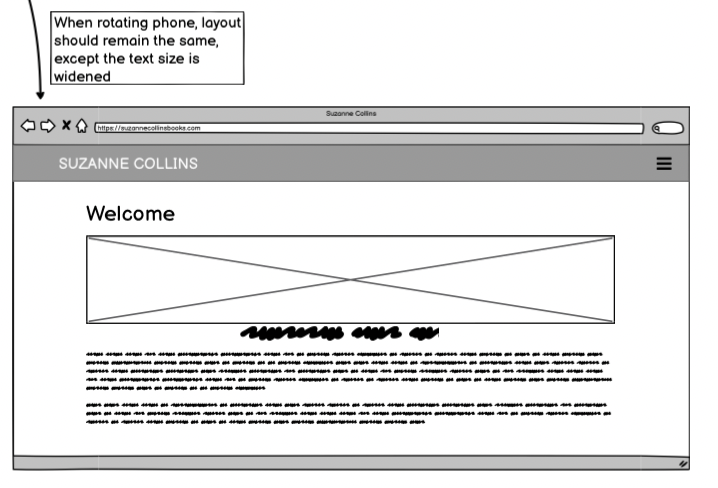 When rotating phone, layout
should remain the same,
except the text size is
widened
Suzanne Collins
https://suzannecollinsbooks.com
SUZANNE COLLINS
Welcome